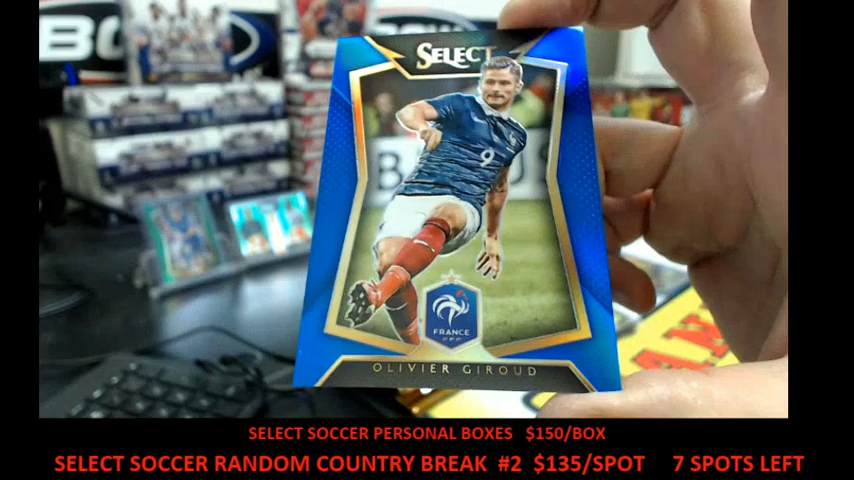 SELECT
9
FRANCE
FFF
OLIVIER GIROUD
SELECT SOCCER PERSONAL BOXES $150/BOX
SELECT SOCCER RANDOM COUNTRY BREAK #2 $135/SPOT 7 SPOTS LEFT